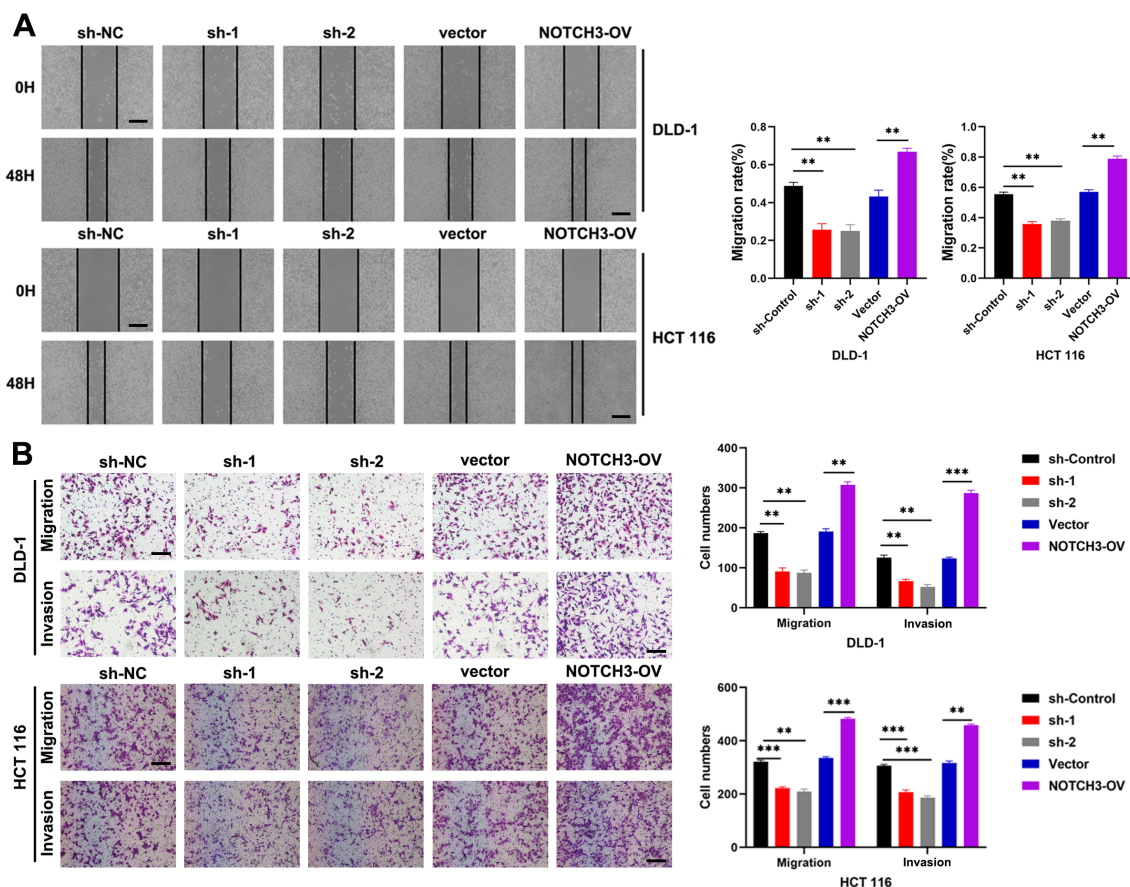 A
sh-NC sh-1 sh-2 vector NOTCH3-OV
0H
48H
DLD-1
sh-NC sh-1 sh-2 vector NOTCH3-OV
0H
48H
HCT 116
Migration rate(%)
0.8
0.6
0.4
0.2
0.0
** ** **
sh-Control sh-1 sh-2 Vector NOTCH3-OV
DLD-1
Migration rate(%)
1.0
0.8
0.6
0.4
0.2
0.0
** ** **
sh-Control sh-1 sh-2 Vector NOTCH3-OV
HCT 116
B
sh-NC sh-1 sh-2 vector NOTCH3-OV
DLD-1
Migration
Invasion
sh-NC sh-1 sh-2 vector NOTCH3-OV
HCT 116
Migration
Invasion
Cell numbers
400
300
200
100
0
** ** ** ** ** ***
Migration Invasion
DLD-1
sh-Control
sh-1
sh-2
Vector
NOTCH3-OV
Cell numbers
600
400
200
0
*** ** *** *** *** **
Migration Invasion
HCT 116
sh-Control
sh-1
sh-2
Vector
NOTCH3-OV